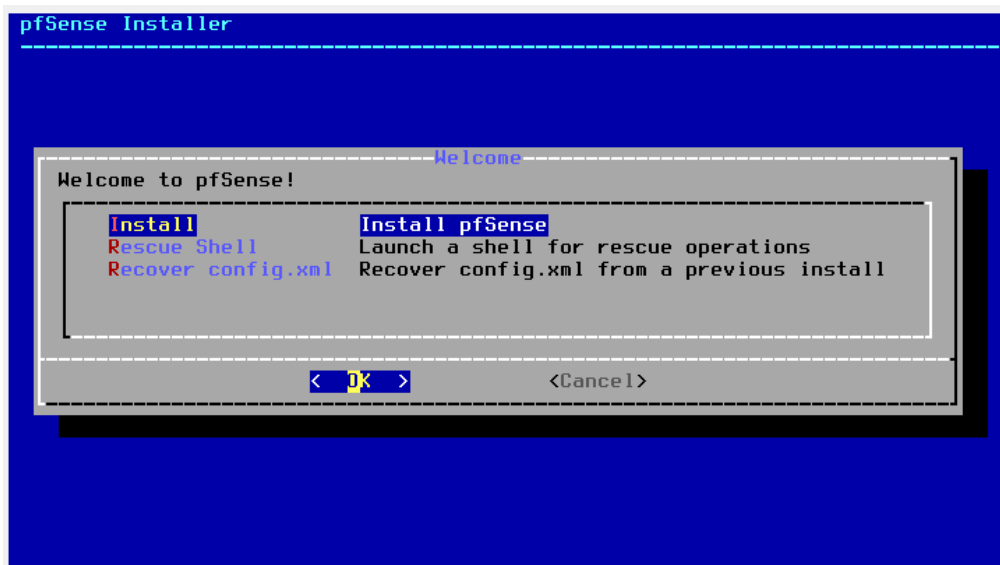 pfSense Installer
Welcome
Welcome to pfSense!
Install Install pfSense
Rescue Shell Launch a shell for rescue operations
Recover config.xml Recover config.xml from a previous install
< OK > <Cancel>